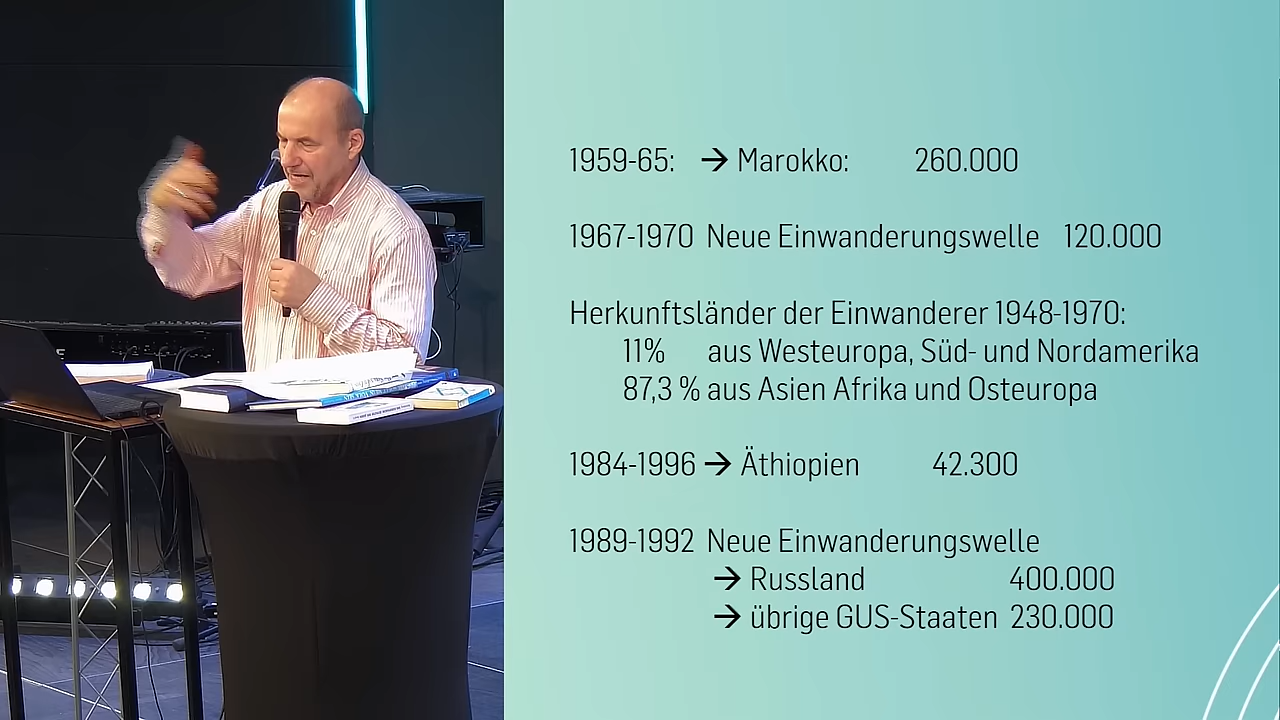 1959-65: → Marokko: 260.000
1967-1970 Neue Einwanderungswelle 120.000
Herkunftsländer der Einwanderer 1948-1970:
11% aus Westeuropa, Süd- und Nordamerika
87,3 % aus Asien Afrika und Osteuropa
1984-1996 → Äthiopien 42.300
1989-1992 Neue Einwanderungswelle
→ Russland 400.000
→ übrige GUS-Staaten 230.000